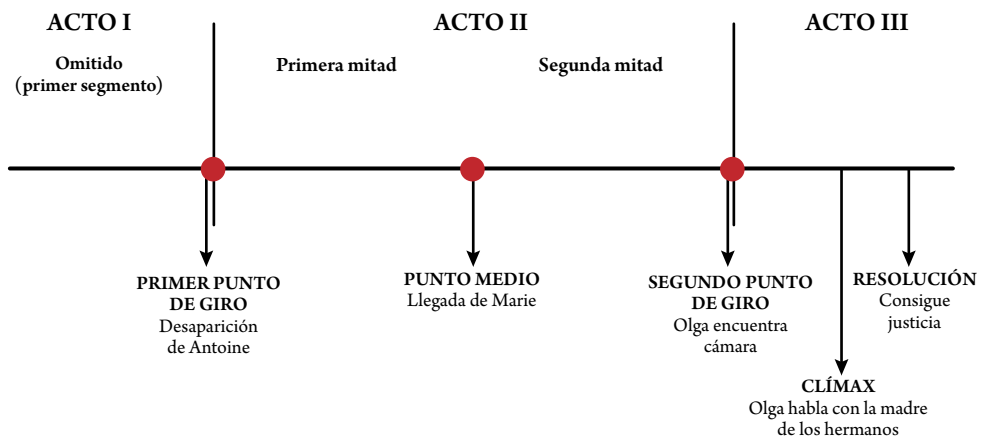 ACTO I
ACTO II
ACTO III
Omitido
(primer segmento)
Primera mitad
Segunda mitad
PRIMER PUNTO
DE GIRO
Desaparición
de Antoine
PUNTO MEDIO
Llegada de Marie
SEGUNDO PUNTO
DE GIRO
Olga encuentra
cámara
RESOLUCIÓN
Consigue
justicia
CLÍMAX
Olga habla con la madre
de los hermanos